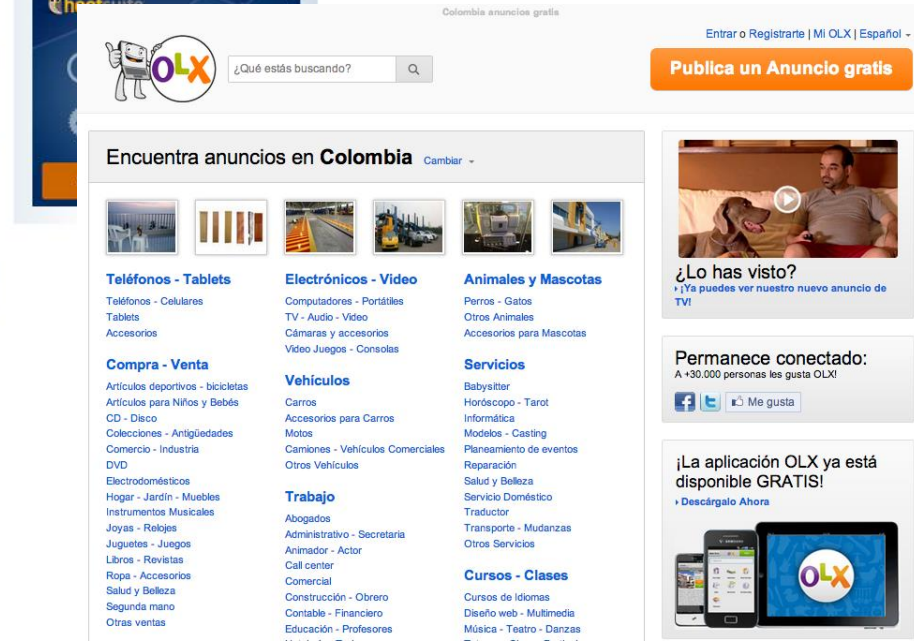 Colombia anuncios gratis
Entrar o Registrarte | Mi OLX | Español
OLX
¿Qué estás buscando?
Publica un Anuncio gratis
Encuentra anuncios en Colombia Cambiar
Teléfonos - Tablets
Teléfonos - Celulares
Tablets
Accesorios
Compra - Venta
Artículos deportivos - bicicletas
Artículos para Niños y Bebés
CD - Disco
Colecciones - Antigüedades
Comercio - Industria
DVD
Electrodomésticos
Hogar - Jardín - Muebles
Instrumentos Musicales
Joyas - Relojes
Juguetes - Juegos
Libros - Revistas
Ropa - Accesorios
Salud y Belleza
Segunda mano
Otras ventas
Electrónicos - Video
Computadores - Portátiles
TV - Audio - Video
Cámaras y accesorios
Video Juegos - Consolas
Vehículos
Carros
Accesorios para Carros
Motos
Camiones - Vehículos Comerciales
Otros Vehículos
Trabajo
Abogados
Administrativo - Secretaria
Animador - Actor
Call center
Comercial
Construcción - Obrero
Contable - Financiero
Educación - Profesores
Animales y Mascotas
Perros - Gatos
Otros Animales
Accesorios para Mascotas
Servicios
Babysitter
Horóscopo - Tarot
Informática
Modelos - Casting
Planeamiento de eventos
Reparación
Salud y Belleza
Servicio Doméstico
Traductor
Transporte - Mudanzas
Otros Servicios
Cursos - Clases
Cursos de Idiomas
Diseño web - Multimedia
Música - Teatro - Danzas
¿Lo has visto?
¡Ya puedes ver nuestro nuevo anuncio de
TV!
Permanece conectado:
A +30.000 personas les gusta OLX!
Me gusta
¡La aplicación OLX ya está
disponible GRATIS!
Descárgalo Ahora
OLX